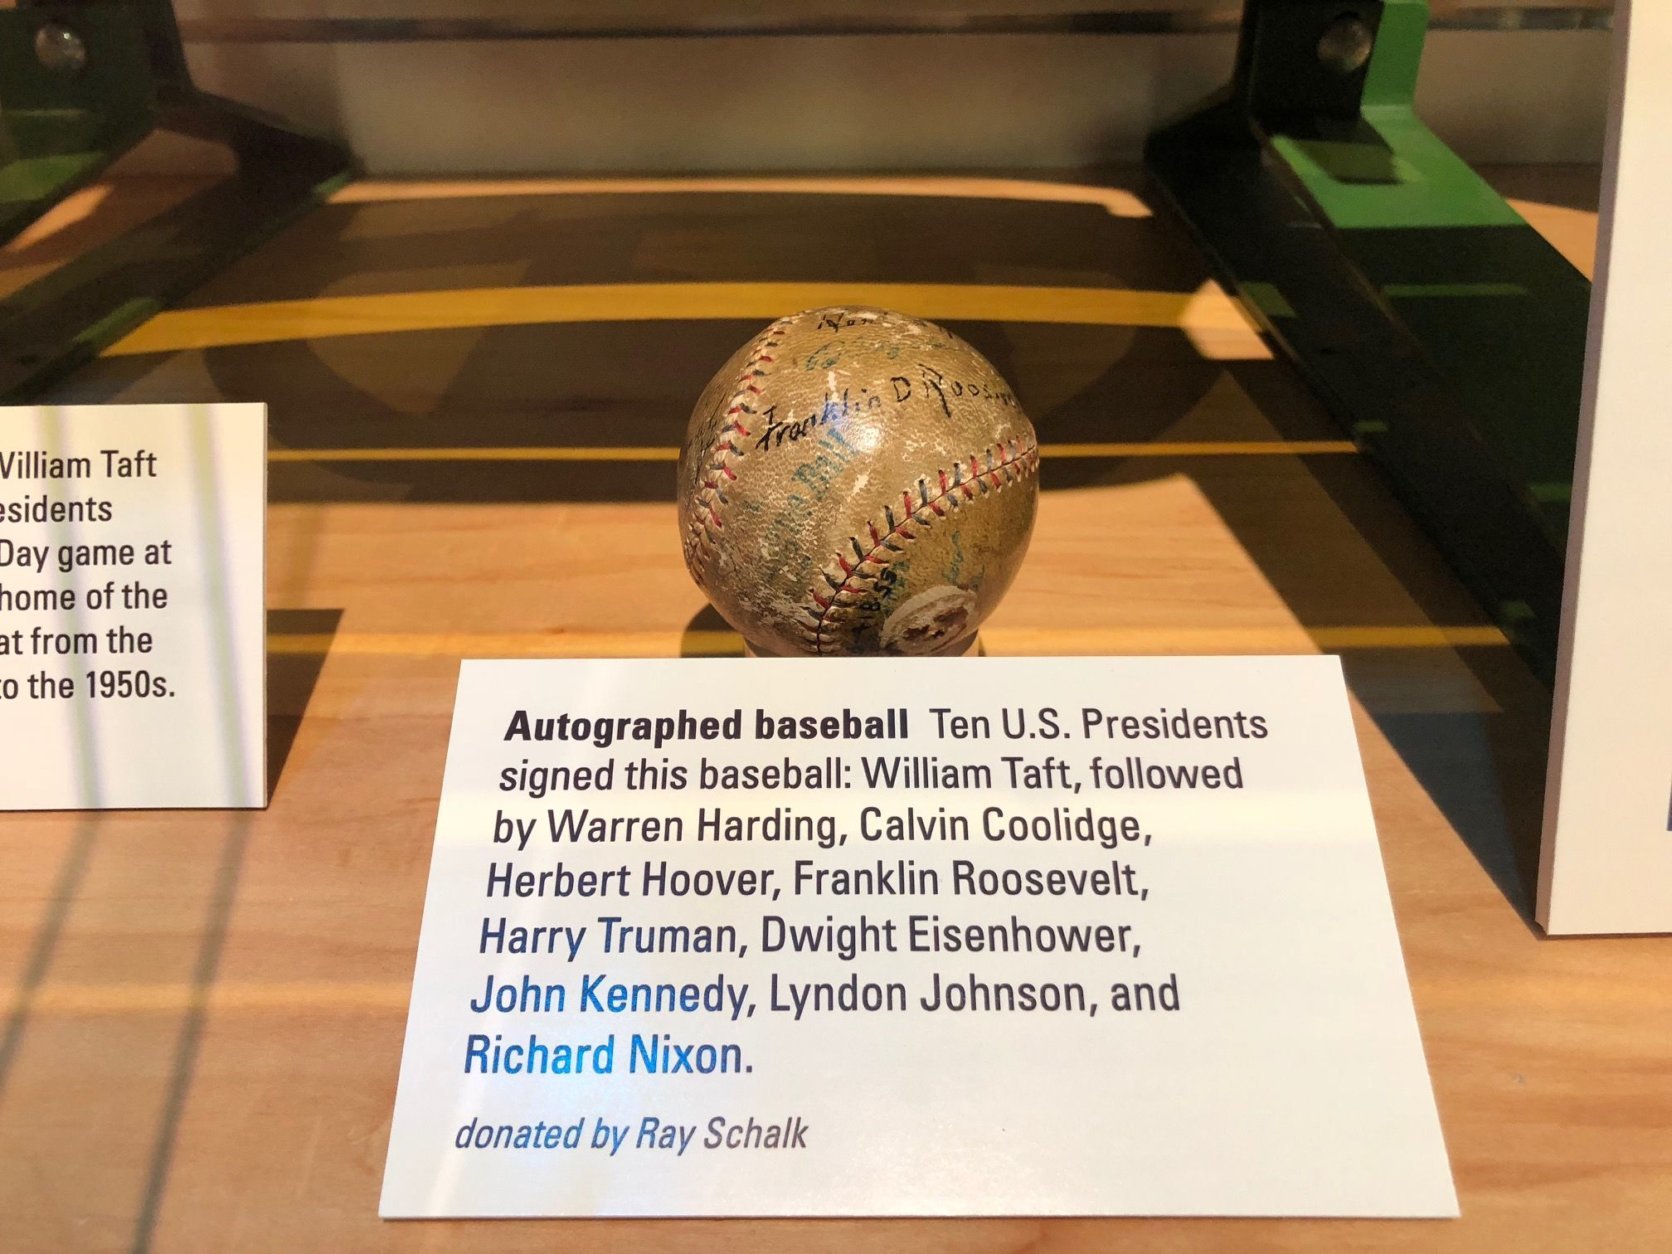 William Taft
esidents
Day game at
home of the
at from the
to the 1950s.
Franklin D Roos
Autographed baseball Ten U.S. Presidents
signed this baseball: William Taft, followed
by Warren Harding, Calvin Coolidge,
Herbert Hoover, Franklin Roosevelt,
Harry Truman, Dwight Eisenhower,
John Kennedy, Lyndon Johnson, and
Richard Nixon.
donated by Ray Schalk